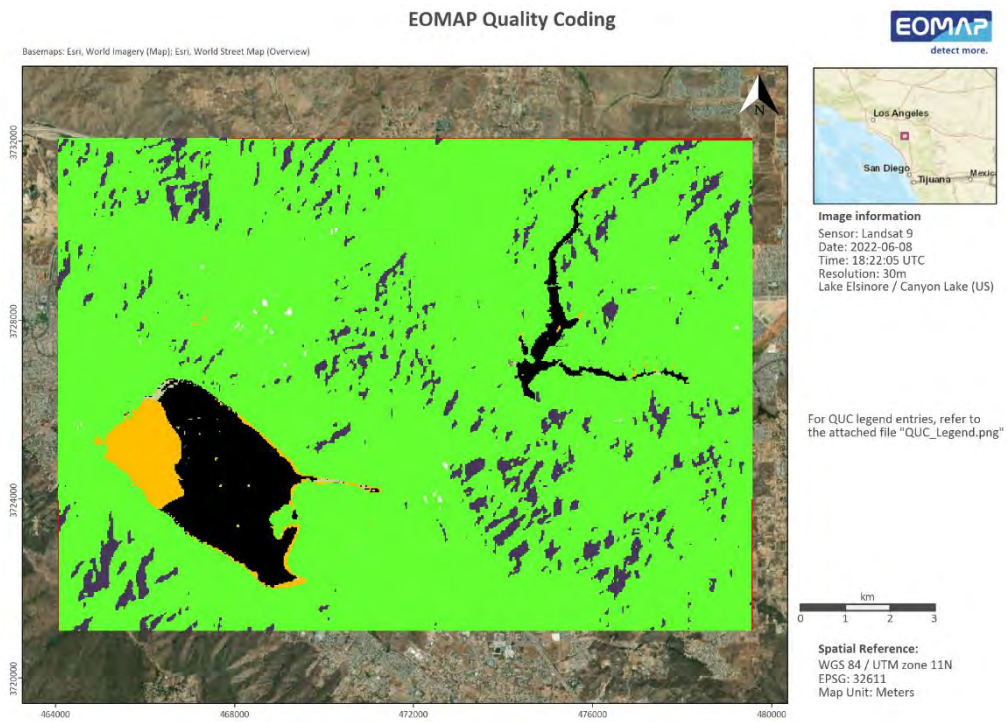 EOMAP Quality Coding
EOMAP
detect more.
Basemaps: Esri, World Imagery (Map); Esri, World Street Map (Overview)
N
3732000
3728000
3724000
3720000
464000
468000
472000
476000
480000
Los Angeles
San Diego
Tijuana
Mexic
Image information
Sensor: Landsat 9
Date: 2022-06-08
Time: 18:22:05 UTC
Resolution: 30m
Lake Elsinore / Canyon Lake (US)
For QUC legend entries, refer to
the attached file "QUC_Legend.png"
km
0 1 2 3
Spatial Reference:
WGS 84 / UTM zone 11N
EPSG: 32611
Map Unit: Meters